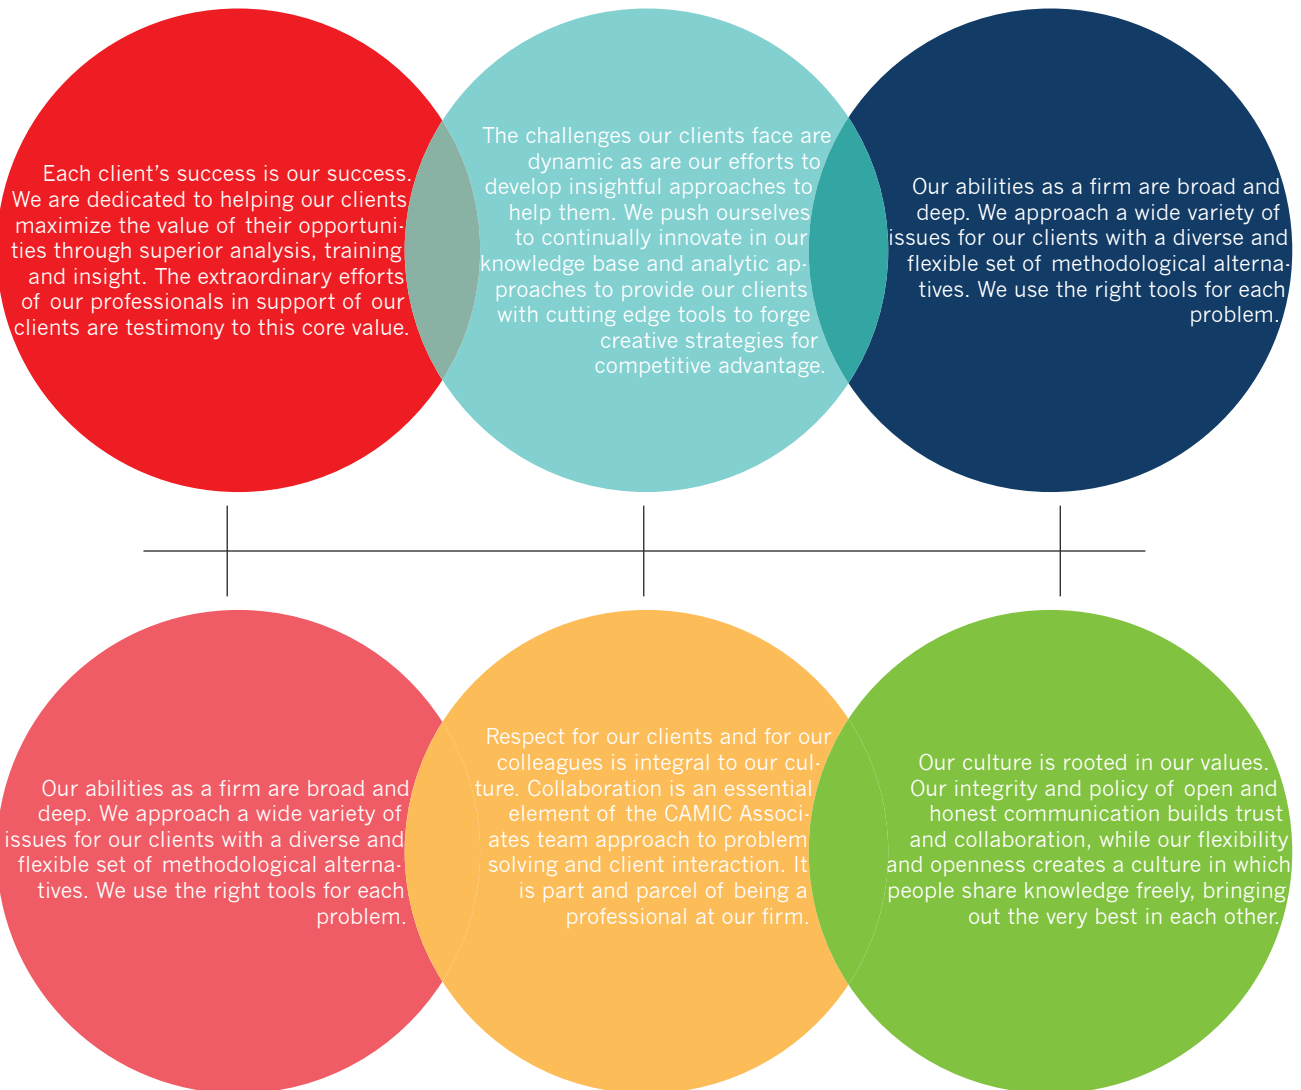 Each client’s success is our success.
We are dedicated to helping our clients
maximize the value of their opportuni-
ties through superior analysis, training
and insight. The extraordinary efforts
of our professionals in support of our
clients are testimony to this core value.
The challenges our clients face are
dynamic as are our efforts to
develop insightful approaches to
help them. We push ourselves
to continually innovate in our
knowledge base and analytic ap-
proaches to provide our clients
with cutting edge tools to forge
creative strategies for
competitive advantage.
Our abilities as a firm are broad and
deep. We approach a wide variety of
issues for our clients with a diverse and
flexible set of methodological alterna-
tives. We use the right tools for each
problem.
Our abilities as a firm are broad and
deep. We approach a wide variety of
issues for our clients with a diverse and
flexible set of methodological alterna-
tives. We use the right tools for each
problem.
Respect for our clients and for our
colleagues is integral to our cul-
ture. Collaboration is an essential
element of the CAMIC Associ-
ates team approach to problem
solving and client interaction. It
is part and parcel of being a
professional at our firm.
Our culture is rooted in our values.
Our integrity and policy of open and
honest communication builds trust
and collaboration, while our flexibility
and openness creates a culture in which
people share knowledge freely, bringing
out the very best in each other.